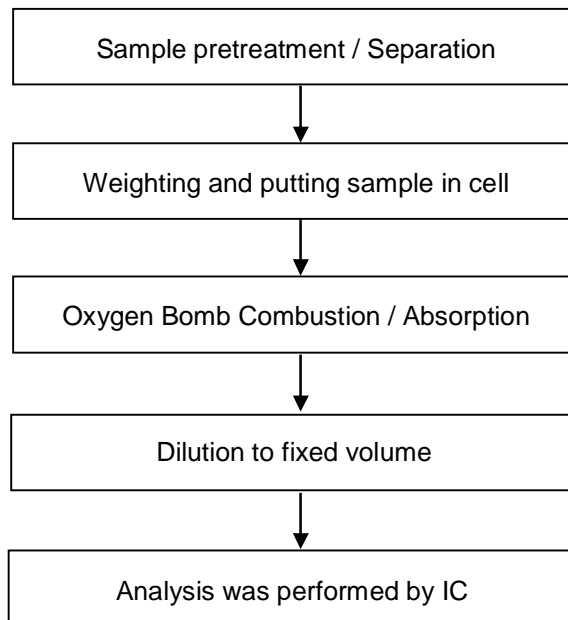 Sample pretreatment / Separation
Weighting and putting sample in cell
Oxygen Bomb Combustion / Absorption
Dilution to fixed volume
Analysis was performed by IC